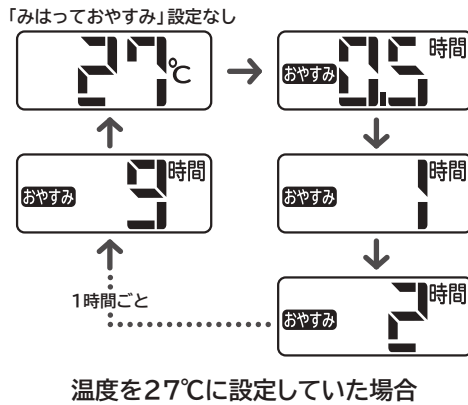 「みはっておやすみ」設定なし
27℃
おやすみ 0.5 時間
おやすみ 9 時間
おやすみ 1 時間
1時間ごと
おやすみ 2 時間
温度を27℃に設定していた場合